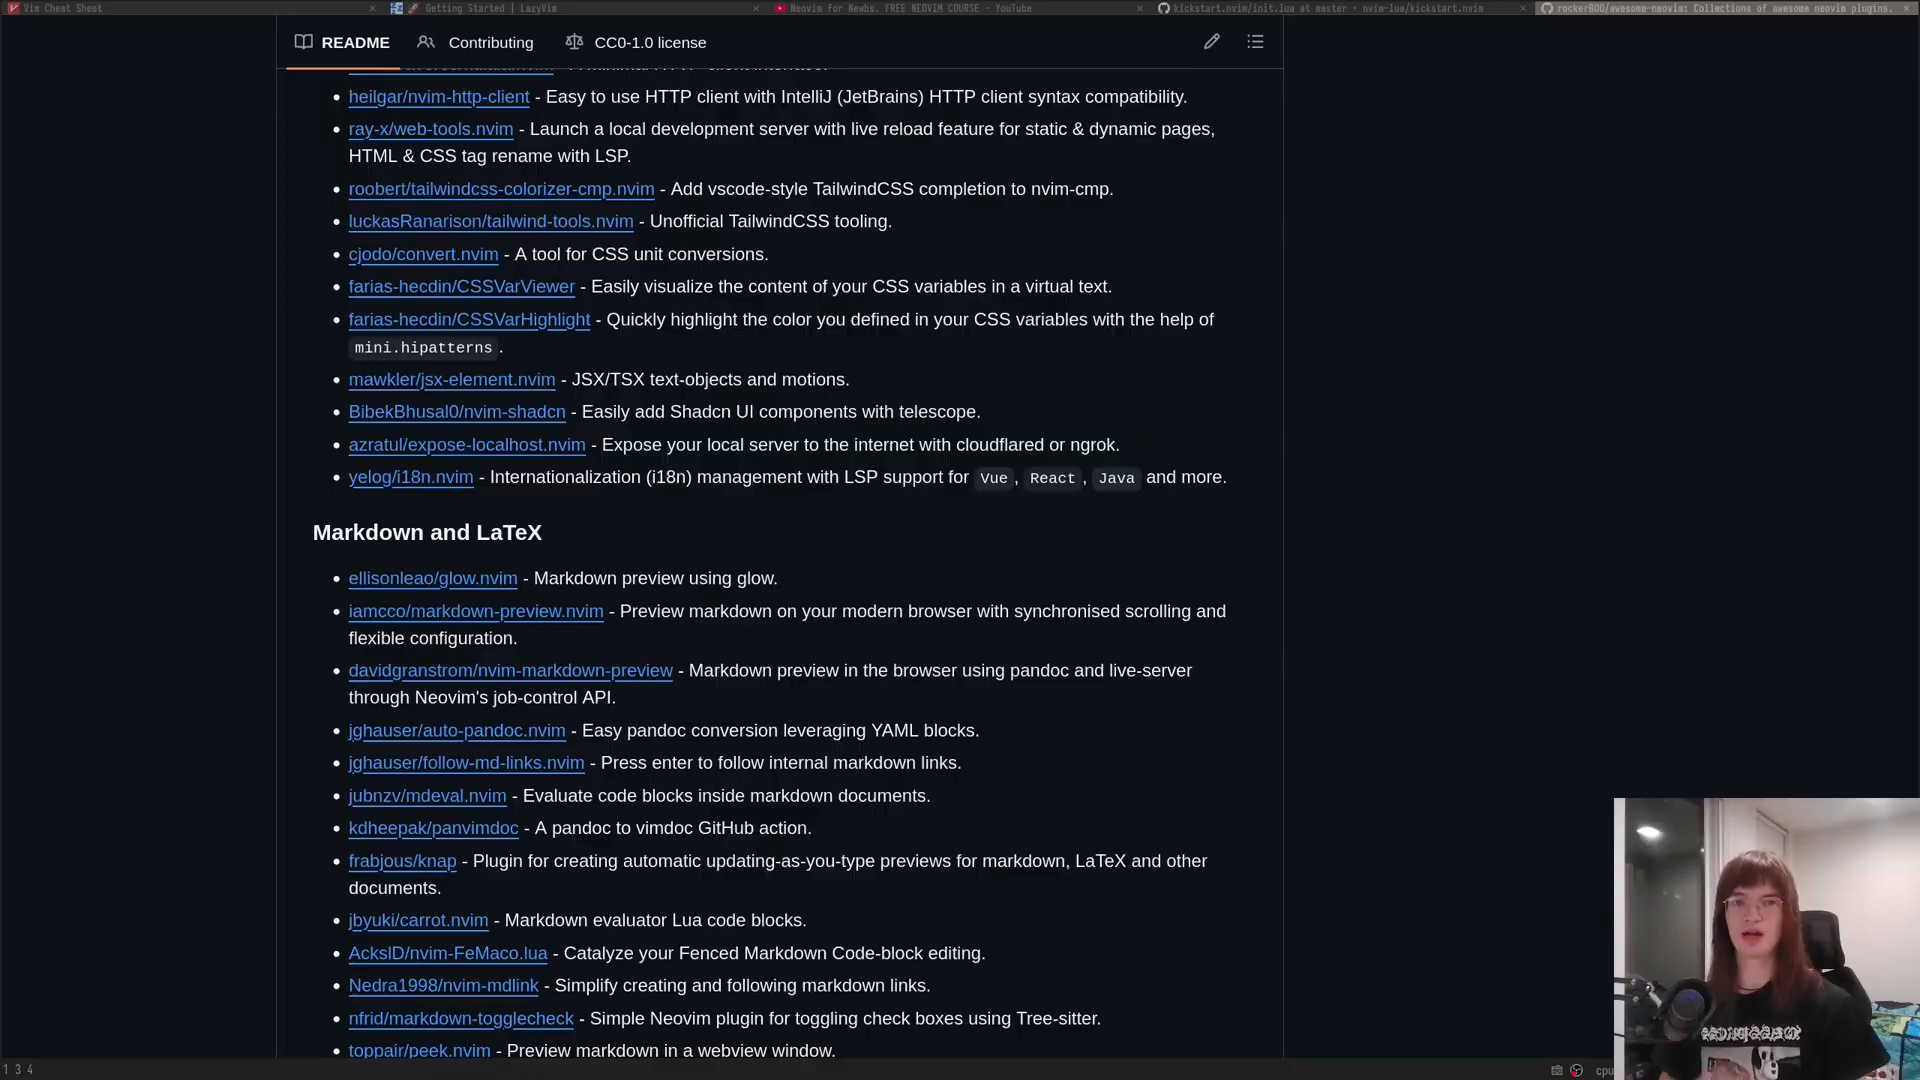 Vim Cheat Sheet
Getting Started | LazyVim
Neovim for Newbs. FREE NEOVIM COURSE - YouTube
kickstart.nvim/init.lua at master · nvim-lua/kickstart.nvim
rockerBOO/awesome-neovim: Collections of awesome neovim plugins.
README
Contributing
CC0-1.0 license
heilgar/nvim-http-client - Easy to use HTTP client with IntelliJ (JetBrains) HTTP client syntax compatibility.
ray-x/web-tools.nvim - Launch a local development server with live reload feature for static & dynamic pages,
HTML & CSS tag rename with LSP.
roobert/tailwindcss-colorizer-cmp.nvim - Add vscode-style TailwindCSS completion to nvim-cmp.
luckasRanarison/tailwind-tools.nvim - Unofficial TailwindCSS tooling.
cjodo/convert.nvim - A tool for CSS unit conversions.
farias-hecdin/CSSVarViewer - Easily visualize the content of your CSS variables in a virtual text.
farias-hecdin/CSSVarHighlight - Quickly highlight the color you defined in your CSS variables with the help of
mini.hipatterns.
mawkler/jsx-element.nvim - JSX/TSX text-objects and motions.
BibekBhusal0/nvim-shadcn - Easily add Shadcn UI components with telescope.
azratul/expose-localhost.nvim - Expose your local server to the internet with cloudflared or ngrok.
yelog/i18n.nvim - Internationalization (i18n) management with LSP support for Vue, React, Java and more.
Markdown and LaTeX
ellisonleao/glow.nvim - Markdown preview using glow.
iamcco/markdown-preview.nvim - Preview markdown on your modern browser with synchronised scrolling and
flexible configuration.
davidgranstrom/nvim-markdown-preview - Markdown preview in the browser using pandoc and live-server
through Neovim's job-control API.
jghauser/auto-pandoc.nvim - Easy pandoc conversion leveraging YAML blocks.
jghauser/follow-md-links.nvim - Press enter to follow internal markdown links.
jubnzv/mdeval.nvim - Evaluate code blocks inside markdown documents.
kdheepak/panvimdoc - A pandoc to vimdoc GitHub action.
frabjous/knap - Plugin for creating automatic updating-as-you-type previews for markdown, LaTeX and other
documents.
jbyuki/carrot.nvim - Markdown evaluator Lua code blocks.
AckslD/nvim-FeMaco.lua - Catalyze your Fenced Markdown Code-block editing.
Nedra1998/nvim-mdlink - Simplify creating and following markdown links.
nfrid/markdown-togglecheck - Simple Neovim plugin for toggling check boxes using Tree-sitter.
toppair/peek.nvim - Preview markdown in a webview window.
1 3 4
cpu